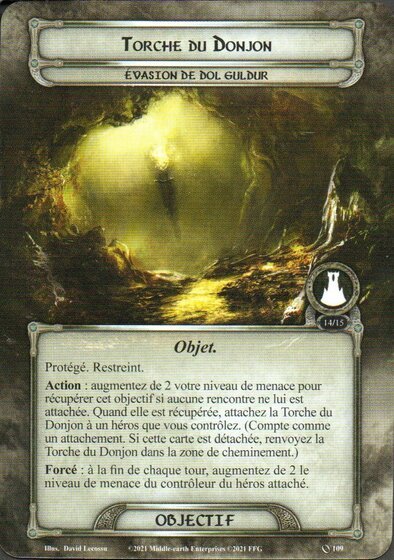 Torche du Donjon
Évasion de Dol Guldur
14/15
Objet.
Protégé. Restreint.
Action : augmentez de 2 votre niveau de menace pour
récupérer cet objectif si aucune rencontre ne lui est
attachée. Quand elle est récupérée, attachez la Torche du
Donjon à un héros que vous contrôlez. (Compte comme
un attachement. Si cette carte est détachée, renvoyez la
Torche du Donjon dans la zone de cheminement.)
Forcé : à la fin de chaque tour, augmentez de 2 le
niveau de menace du contrôleur du héros attaché.
OBJECTIF
Illus. David Lecossu ©2021 Middle-earth Enterprises ©2021 FFG 109